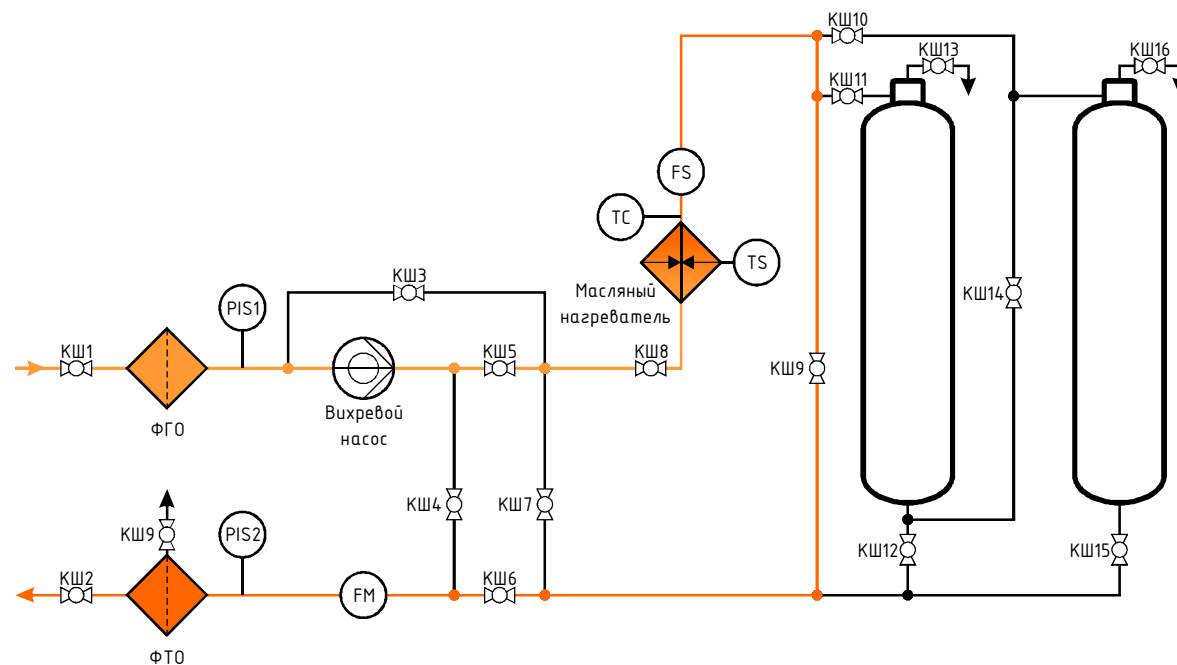 КШ10
КШ13
КШ16
КШ11
FS
TC
TS
КШ3
Масляный
нагреватель
КШ14
PIS1
КШ1
КШ5
КШ8
КШ9
Вихревой
насос
ФГО
КШ4
КШ7
КШ9
PIS2
КШ12
КШ15
КШ2
FM
КШ6
ФТО